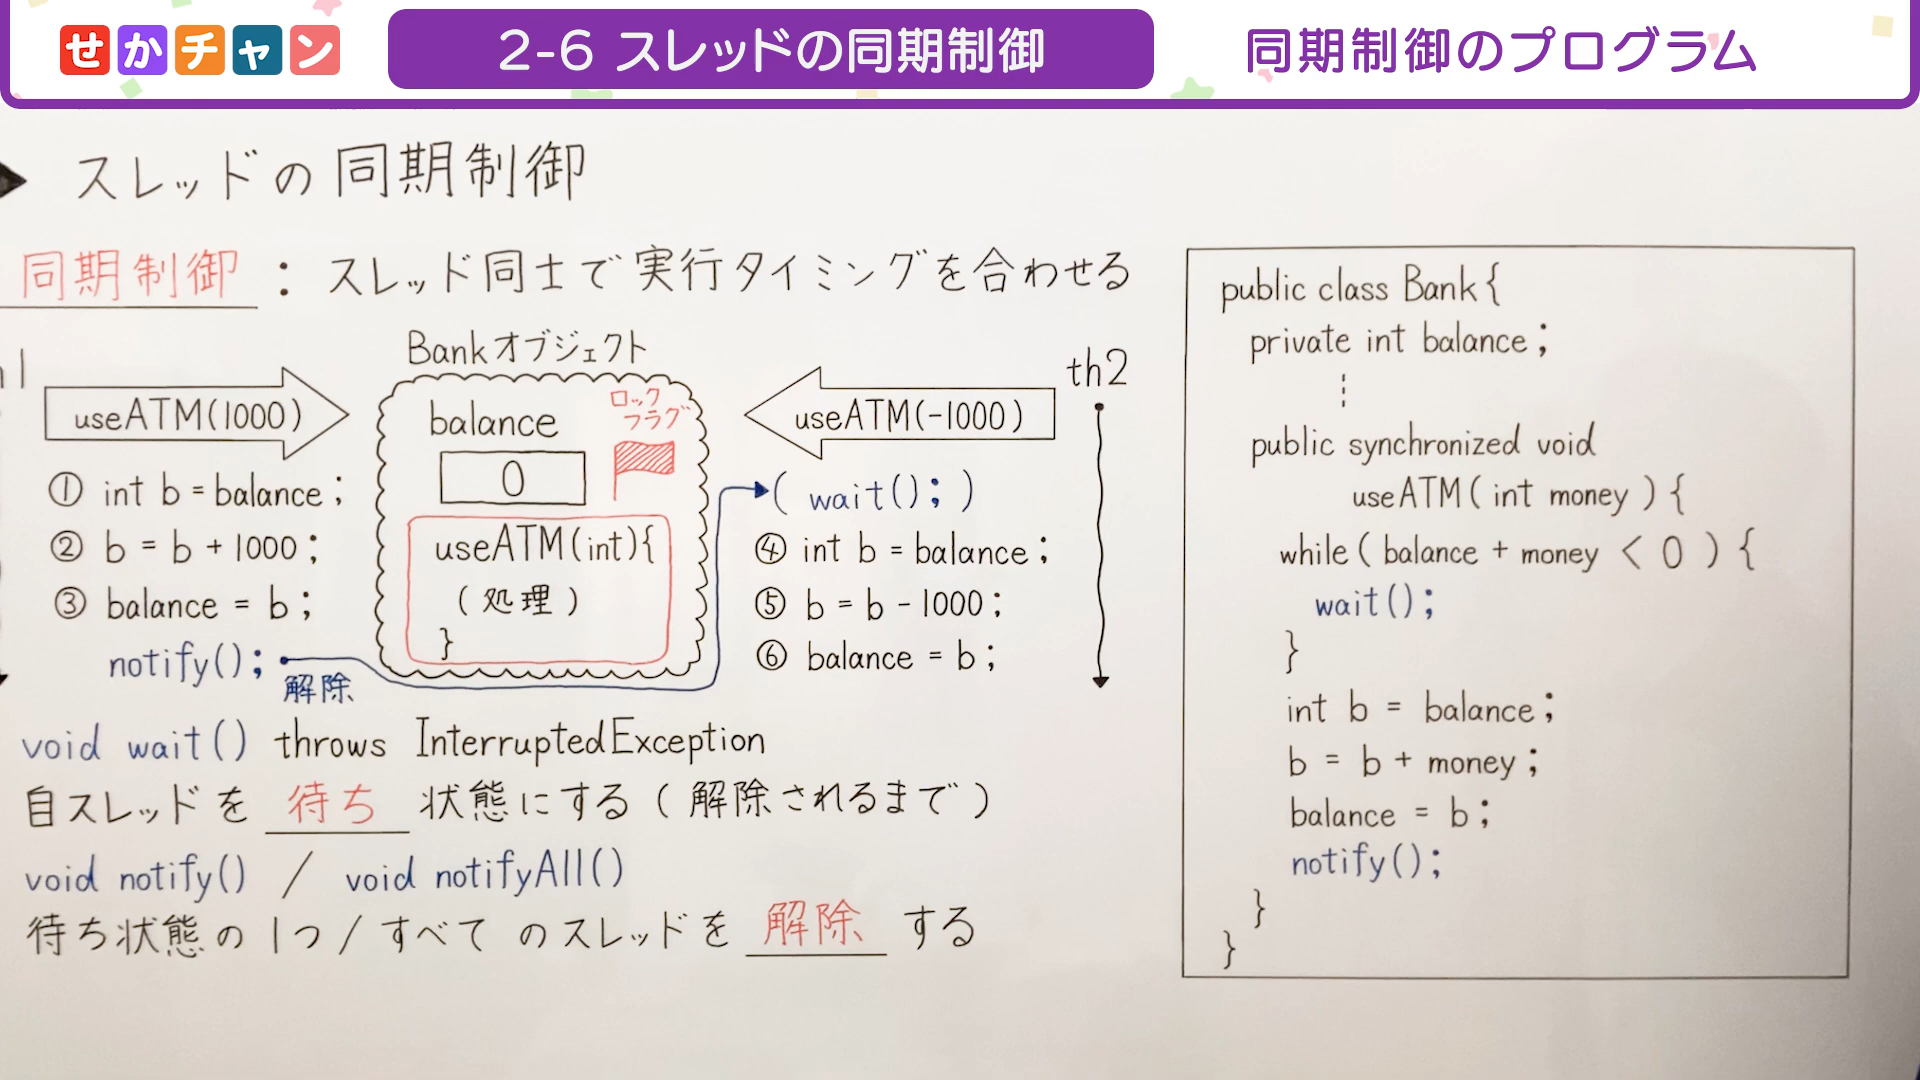 せかチャン
2-6 スレッドの同期制御
同期制御のプログラム
スレッドの同期制御
同期制御 : スレッド同士で実行タイミングを合わせる
Bankオブジェクト
useATM(1000)
① int b = balance ;
② b = b + 1000 ;
③ balance = b ;
notify();
解除
balance
ロック
フラグ
0
useATM(int){
(処理)
}
th2
useATM(-1000)
( wait(); )
④ int b = balance ;
⑤ b = b - 1000 ;
⑥ balance = b ;
void wait() throws InterruptedException
自スレッドを 待ち 状態にする ( 解除されるまで )
void notify() / void notifyAll()
待ち状態の 1つ / すべて のスレッドを 解除 する
public class Bank {
private int balance ;
⋮
public synchronized void
useATM( int money ) {
while ( balance + money < 0 ) {
wait();
}
int b = balance ;
b = b + money ;
balance = b ;
notify();
}
}